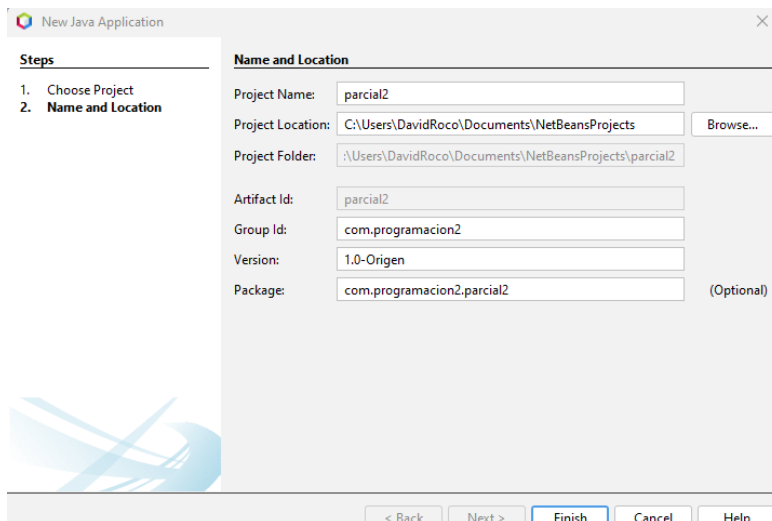 New Java Application
Steps
1. Choose Project
2. Name and Location
Name and Location
Project Name: parcial2
Project Location: C:\Users\DavidRoco\Documents\NetBeansProjects Browse...
Project Folder: :\Users\DavidRoco\Documents\NetBeansProjects\parcial2
Artifact Id: parcial2
Group Id: com.programacion2
Version: 1.0-Origen
Package: com.programacion2.parcial2 (Optional)
< Back Next > Finish Cancel Help